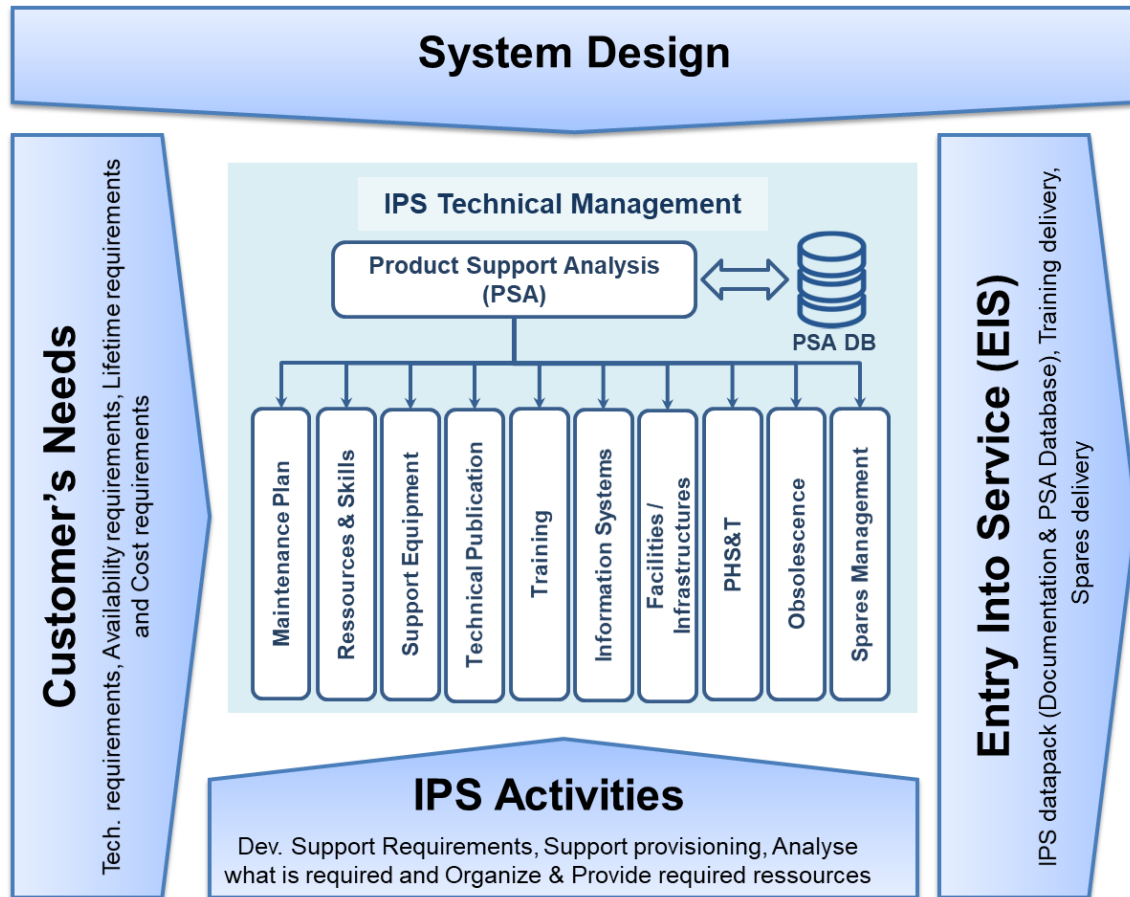 System Design
Customer’s Needs
Tech. requirements, Availability requirements, Lifetime requirements
and Cost requirements
IPS Technical Management
Product Support Analysis
(PSA)
PSA DB
Maintenance Plan
Ressources & Skills
Support Equipment
Technical Publication
Training
Information Systems
Facilities /
Infrastructures
PHS&T
Obsolescence
Spares Management
IPS Activities
Dev. Support Requirements, Support provisioning, Analyse
what is required and Organize & Provide required ressources
Entry Into Service (EIS)
IPS datapack (Documentation & PSA Database), Training delivery,
Spares delivery